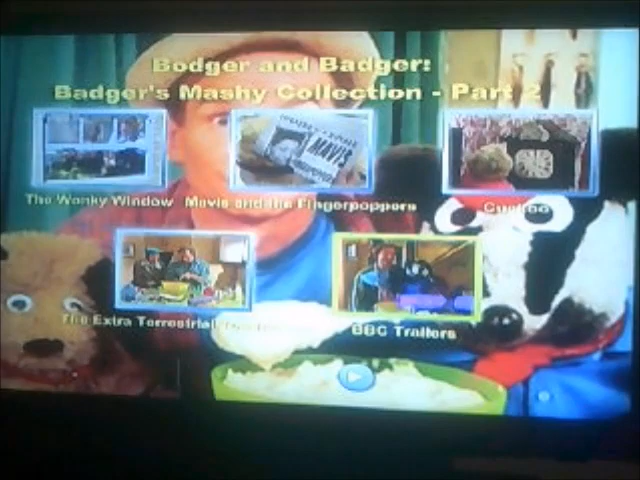 Bodger and Badger:
Badger's Mashy Collection - Part 2
MAVIS
The Wonky Window Mavis and the Fingerpoppers Cuckoo
The Extra Terrestrial BBC Trailers